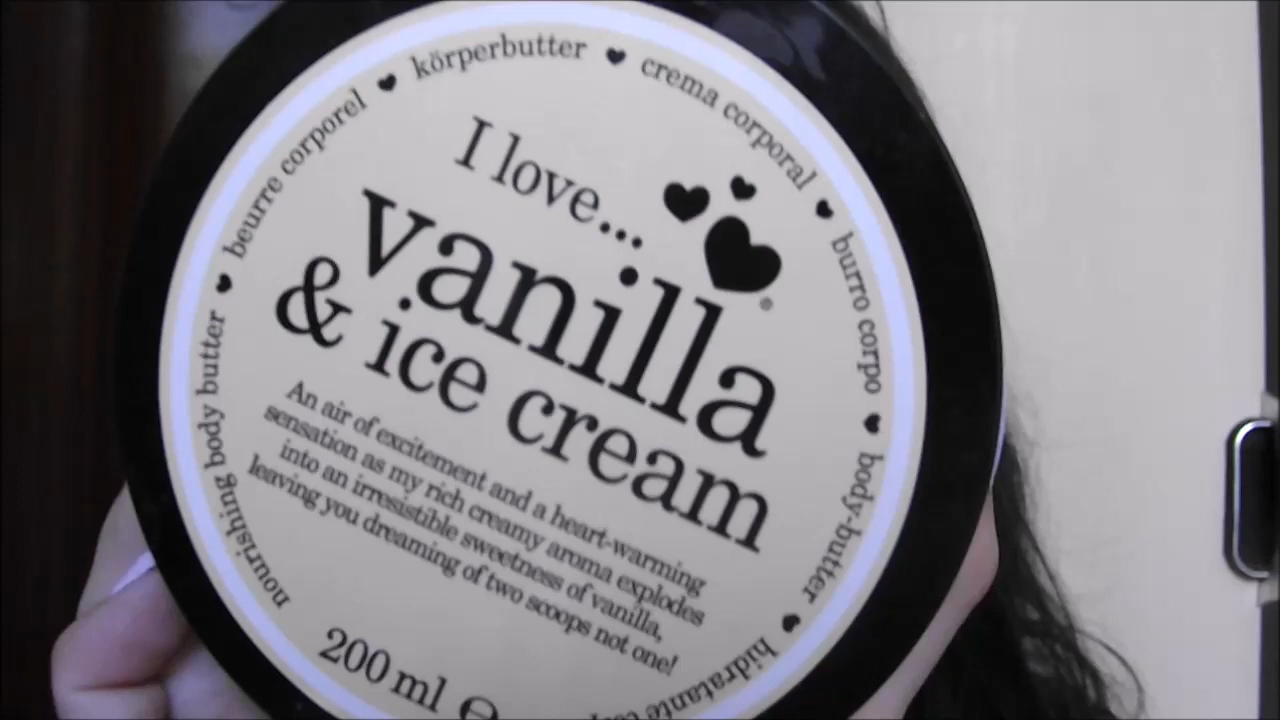 I love...
vanilla
& ice cream
An air of excitement and a heart-warming
sensation as my rich creamy aroma explodes
into an irresistible sweetness of vanilla,
leaving you dreaming of two scoops not one!
200 ml ℮
nourishing body butter ♥ beurre corporel ♥ körperbutter ♥ crema corporal ♥ burro corpo ♥ body-butter ♥ hidratante